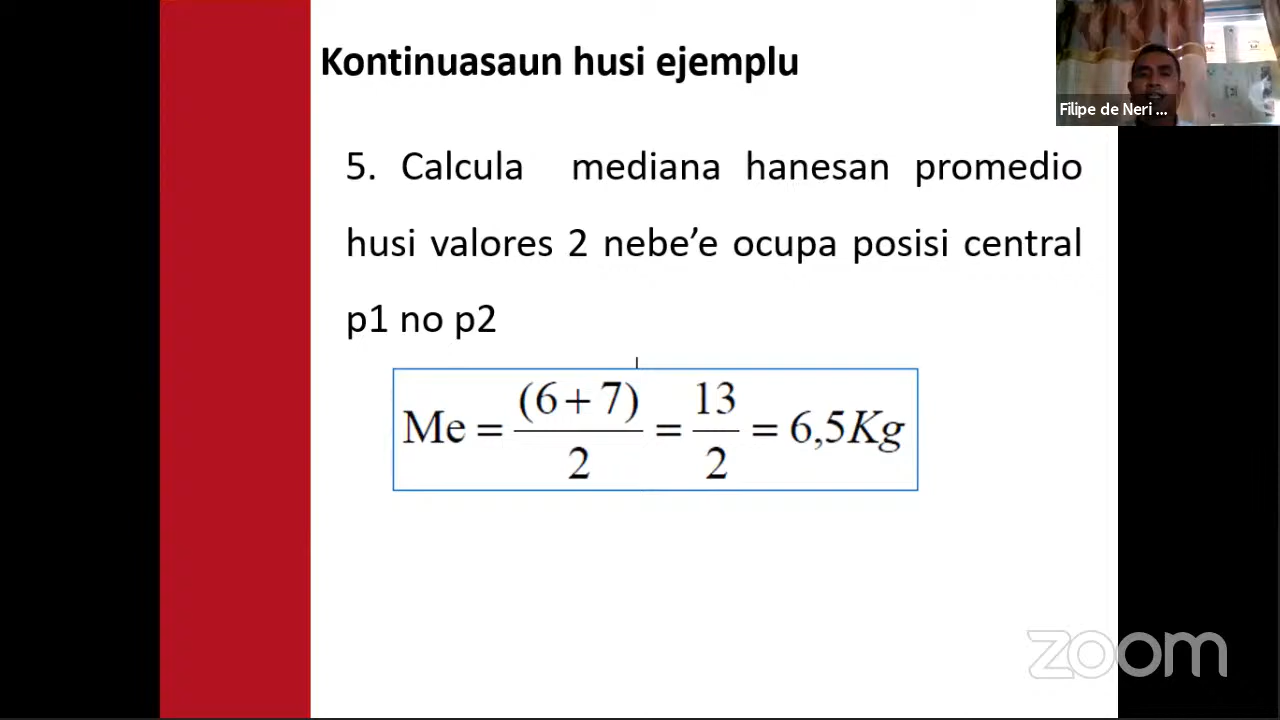 Kontinuasaun husi ejemplu
Filipe de Neri ...
5. Calcula mediana hanesan promedio
husi valores 2 nebe’e ocupa posisi central
p1 no p2
Me = (6+7)/2 = 13/2 = 6,5Kg
zoom